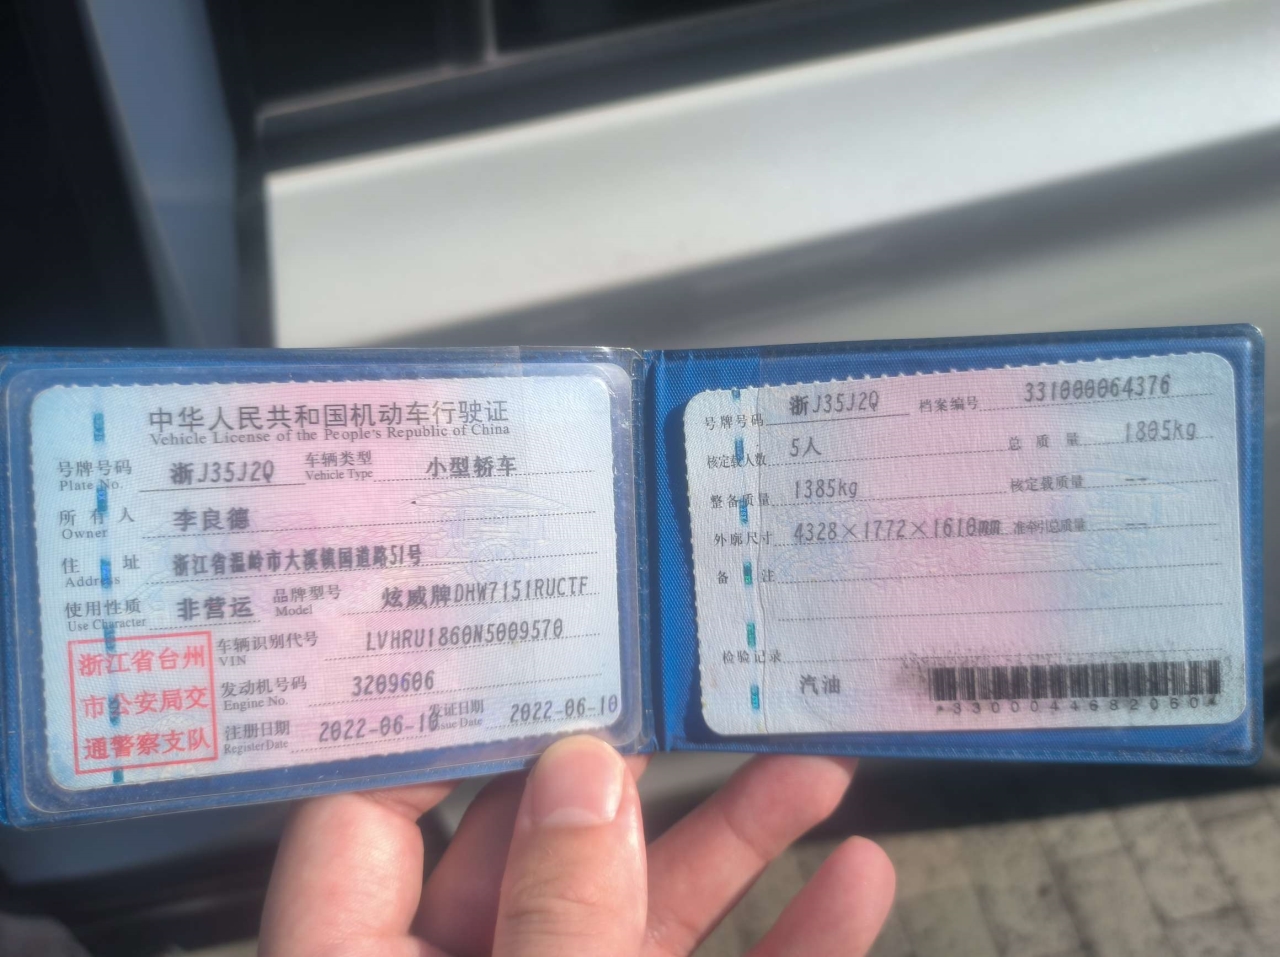 中华人民共和国机动车行驶证
Vehicle License of the People's Republic of China
号牌号码 浙J35J2Q 车辆类型 小型轿车
Plate No. Vehicle Type
所有人 李良德
Owner
住址 浙江省温岭市大溪镇国道路51号
Address
使用性质 非营运 品牌型号 炫威牌DHW7151RUCTF
Use Character Model
浙江省台州
市公安局交
通警察支队
车辆识别代号 LVHRU1860N5009570
VIN
发动机号码 3209606
Engine No.
注册日期 2022-06-10 发证日期 2022-06-10
Register Date Issue Date
号牌号码 浙J35J2Q 档案编号 331000064376
核定载人数 5人 总质量 1805kg
整备质量 1385kg 核定载质量 --
外廓尺寸 4328×1772×1610mm 准牵引总质量 --
备注
检验记录
汽油
*3300044682050*